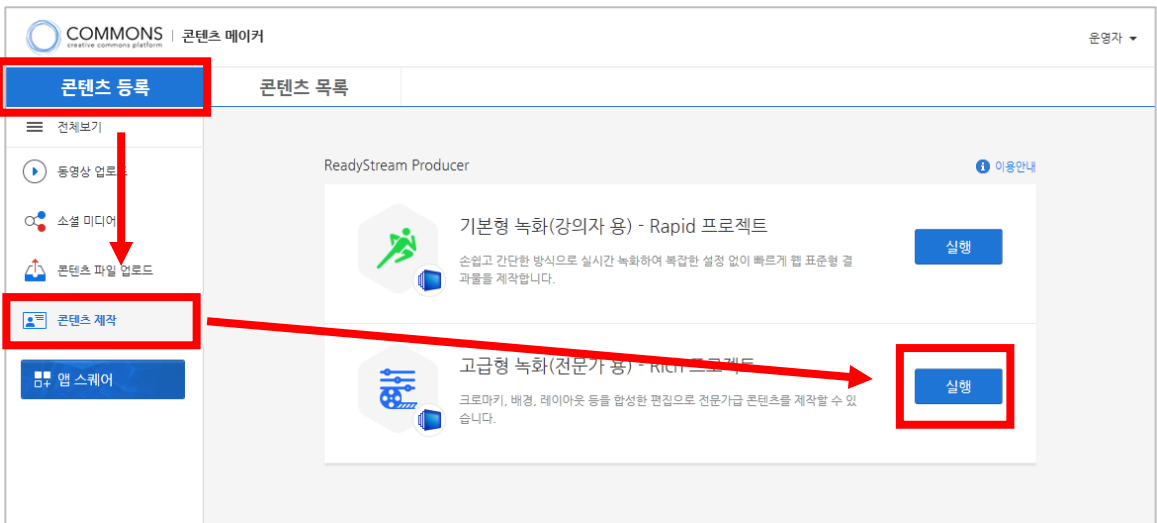 COMMONS
creative commons platform
콘텐츠 메이커
운영자
콘텐츠 등록
콘텐츠 목록
전체보기
동영상 업로드
소셜 미디어
콘텐츠 파일 업로드
콘텐츠 제작
앱 스퀘어
ReadyStream Producer
이용안내
기본형 녹화(강의자 용) - Rapid 프로젝트
손쉽고 간단한 방식으로 실시간 녹화하여 복잡한 설정 없이 빠르게 웹 표준형 결
과물을 제작합니다.
실행
고급형 녹화(전문가 용) - Rich 프로젝트
크로마키, 배경, 레이아웃 등을 합성한 편집으로 전문가급 콘텐츠를 제작할 수 있
습니다.
실행